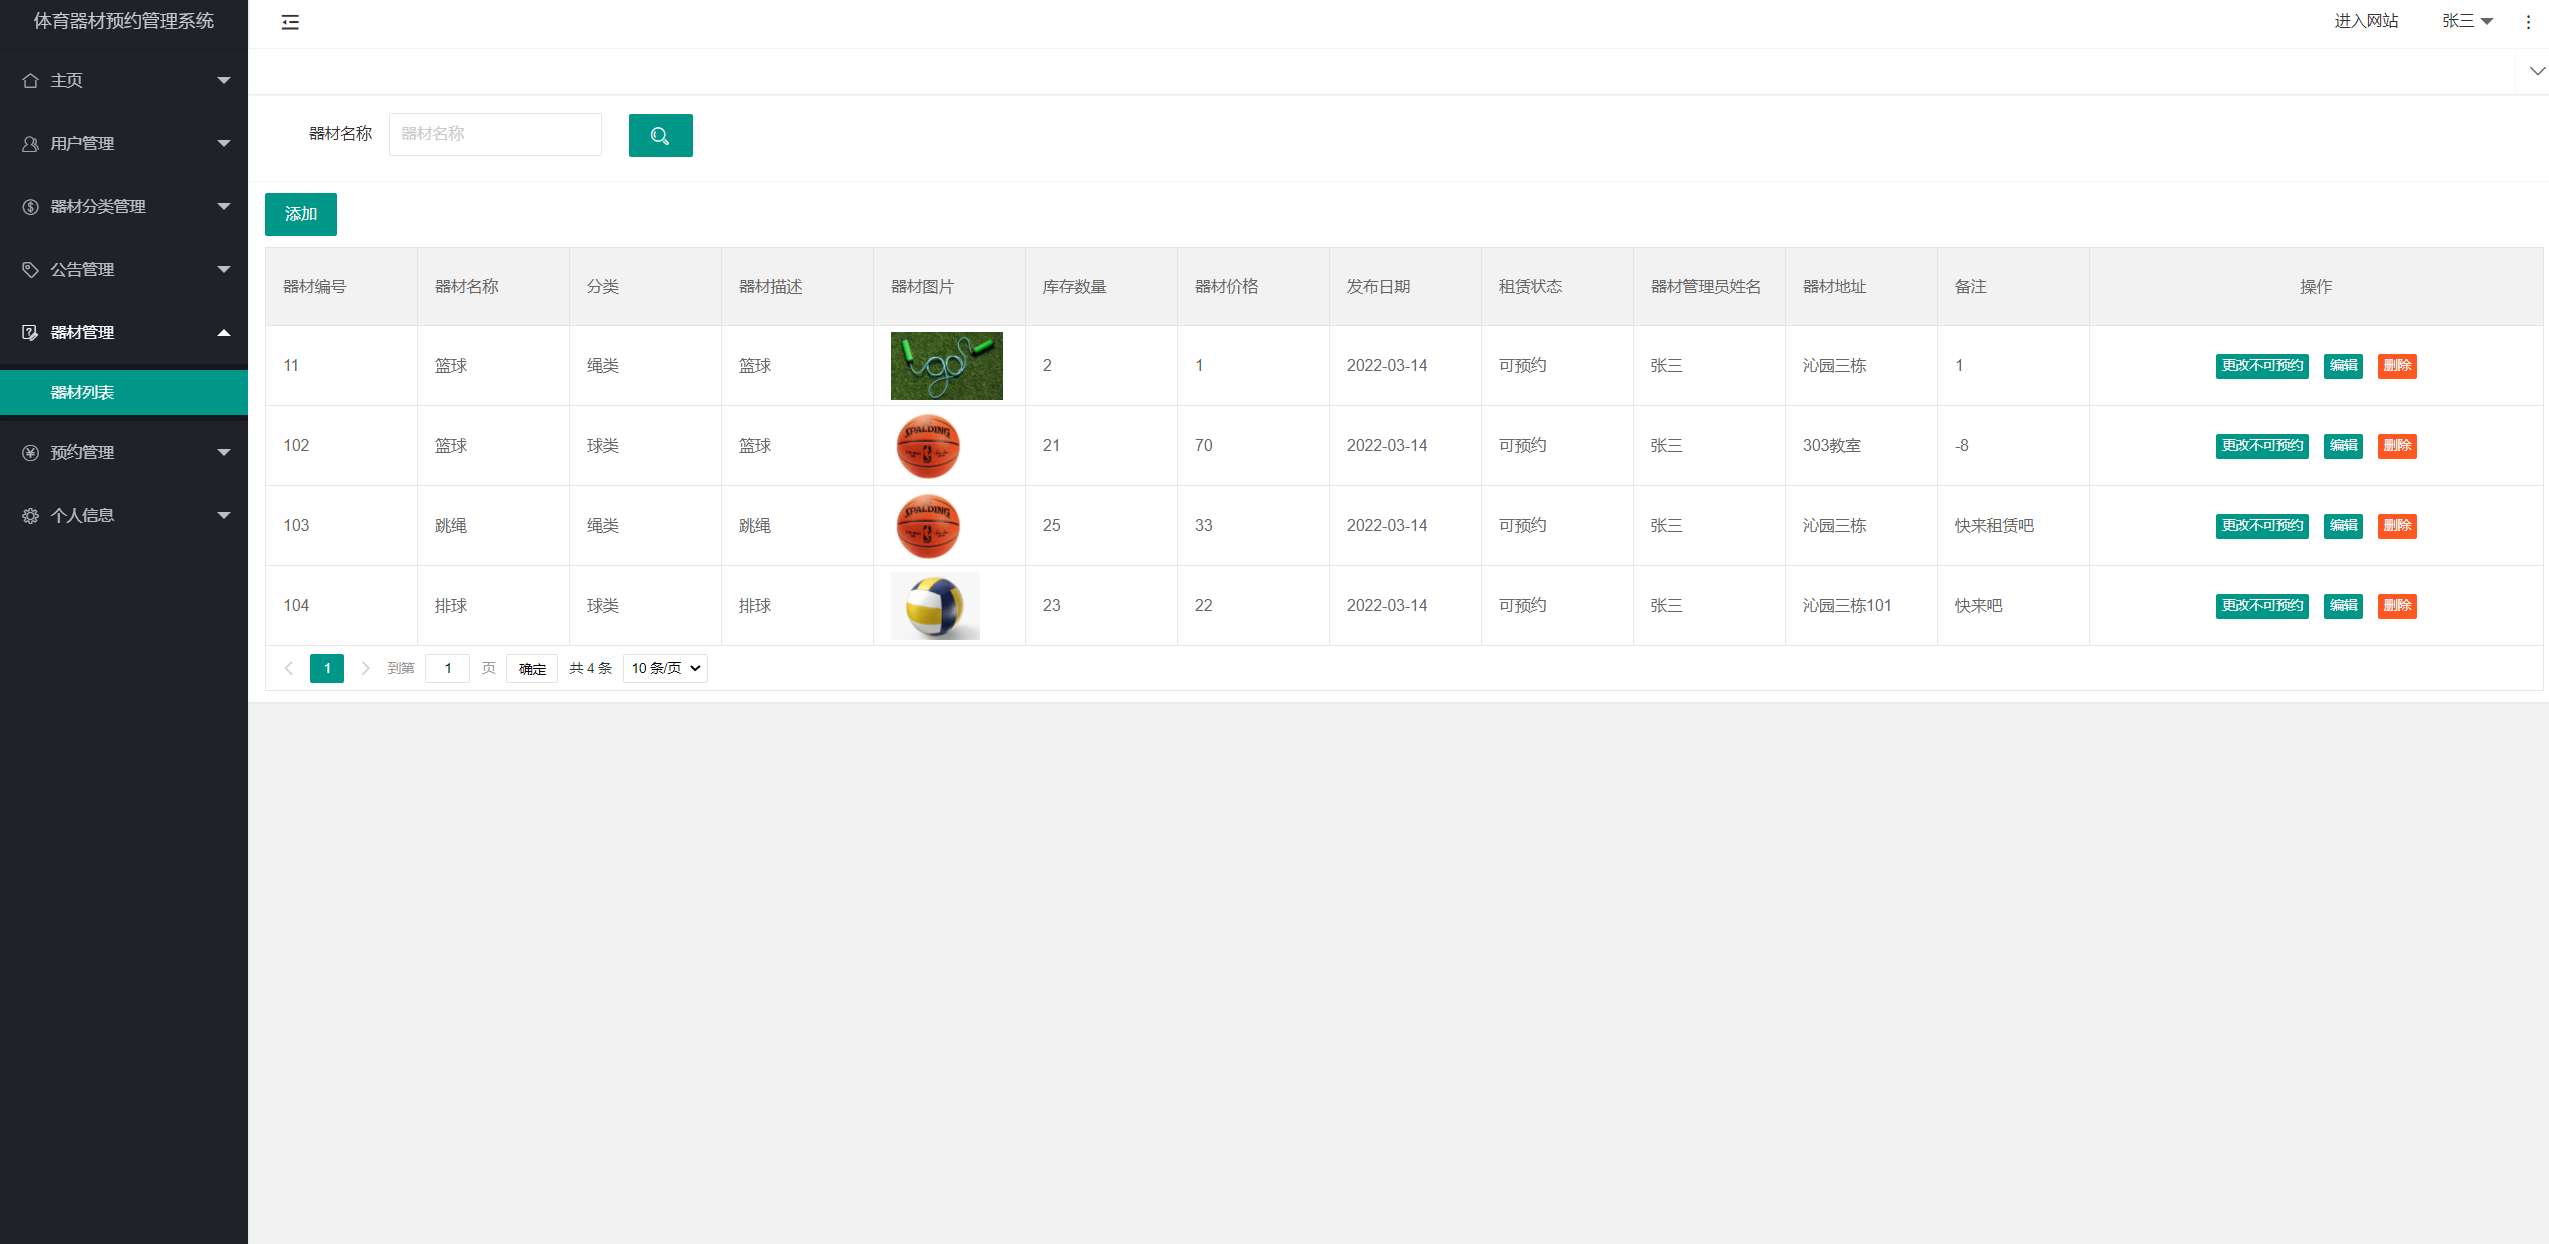 体育器材预约管理系统
进入网站
张三
主页
用户管理
器材分类管理
公告管理
器材管理
器材列表
预约管理
个人信息
器材名称 器材名称
添加
器材编号 器材名称 分类 器材描述 器材图片 库存数量 器材价格 发布日期 租赁状态 器材管理员姓名 器材地址 备注 操作
11 篮球 绳类 篮球 2 1 2022-03-14 可预约 张三 沁园三栋 1 更改不可预约 编辑 删除
102 篮球 球类 篮球 SPALDING 21 70 2022-03-14 可预约 张三 303教室 -8 更改不可预约 编辑 删除
103 跳绳 绳类 跳绳 SPALDING 25 33 2022-03-14 可预约 张三 沁园三栋 快来租赁吧 更改不可预约 编辑 删除
104 排球 球类 排球 23 22 2022-03-14 可预约 张三 沁园三栋101 快来吧 更改不可预约 编辑 删除
1 到第 1 页 确定 共 4 条 10 条/页